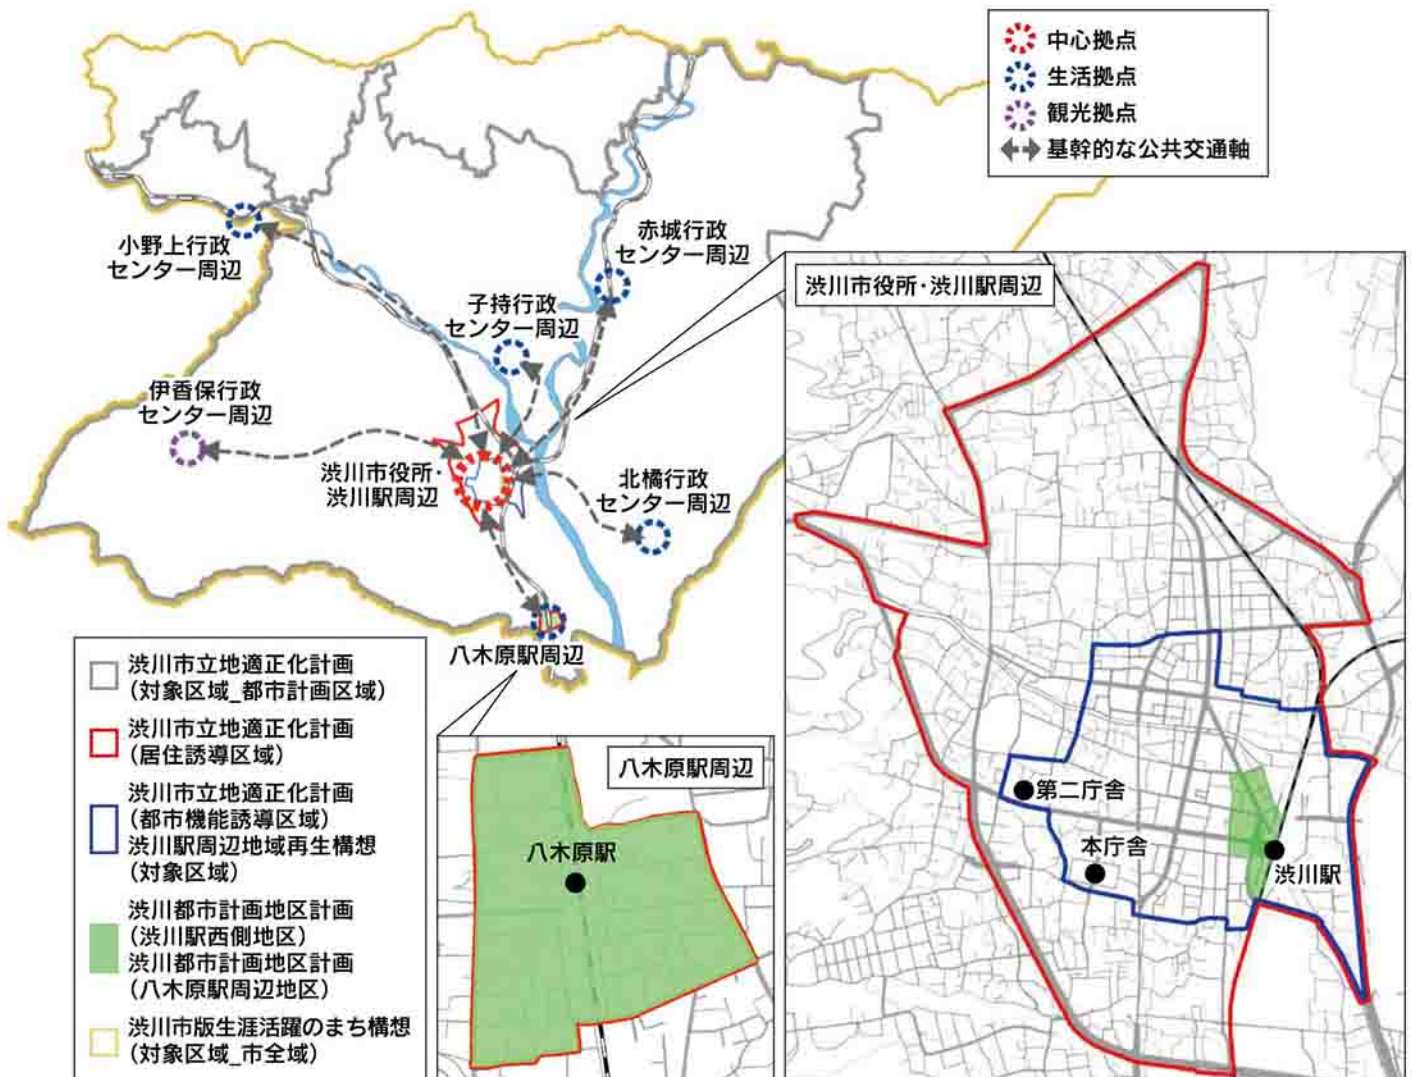 中心拠点
生活拠点
観光拠点
基幹的な公共交通軸
小野上行政
センター周辺
赤城行政
センター周辺
子持行政
センター周辺
伊香保行政
センター周辺
渋川市役所・
渋川駅周辺
北橘行政
センター周辺
八木原駅周辺
渋川市役所・渋川駅周辺
第二庁舎
本庁舎
渋川駅
八木原駅周辺
八木原駅
渋川市立地適正化計画
(対象区域_都市計画区域)
渋川市立地適正化計画
(居住誘導区域)
渋川市立地適正化計画
(都市機能誘導区域)
渋川駅周辺地域再生構想
(対象区域)
渋川都市計画地区計画
(渋川駅西側地区)
渋川都市計画地区計画
(八木原駅周辺地区)
渋川市版生涯活躍のまち構想
(対象区域_市全域)